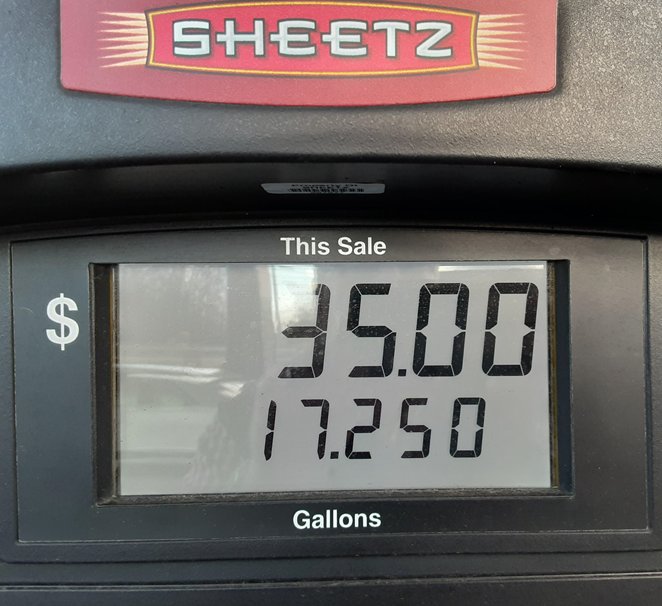 SHEETZ
This Sale
$ 35.00
17.250
Gallons